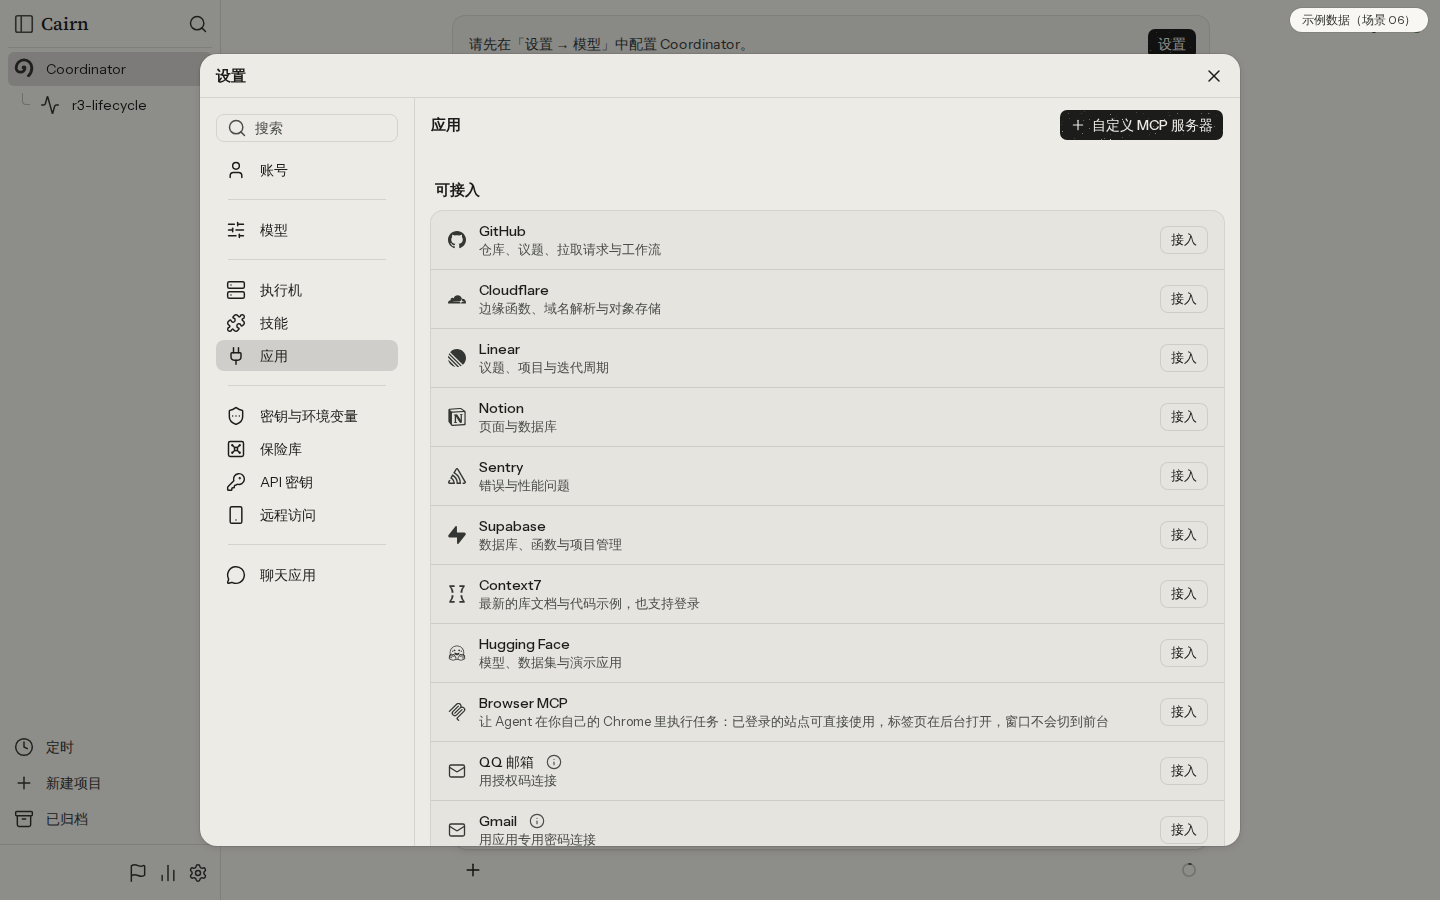 Cairn
Coordinator
r3-lifecycle
定时
新建项目
已归档
请先在「设置 → 模型」中配置 Coordinator。
设置
示例数据（场景 06）
设置
搜索
账号
模型
执行机
技能
应用
密钥与环境变量
保险库
API 密钥
远程访问
聊天应用
应用
自定义 MCP 服务器
可接入
GitHub
仓库、议题、拉取请求与工作流
接入
Cloudflare
边缘函数、域名解析与对象存储
接入
Linear
议题、项目与迭代周期
接入
Notion
页面与数据库
接入
Sentry
错误与性能问题
接入
Supabase
数据库、函数与项目管理
接入
Context7
最新的库文档与代码示例，也支持登录
接入
Hugging Face
模型、数据集与演示应用
接入
Browser MCP
让 Agent 在你自己的 Chrome 里执行任务：已登录的站点可直接使用，标签页在后台打开，窗口不会切到前台
接入
QQ 邮箱
用授权码连接
接入
Gmail
用应用专用密码连接
接入